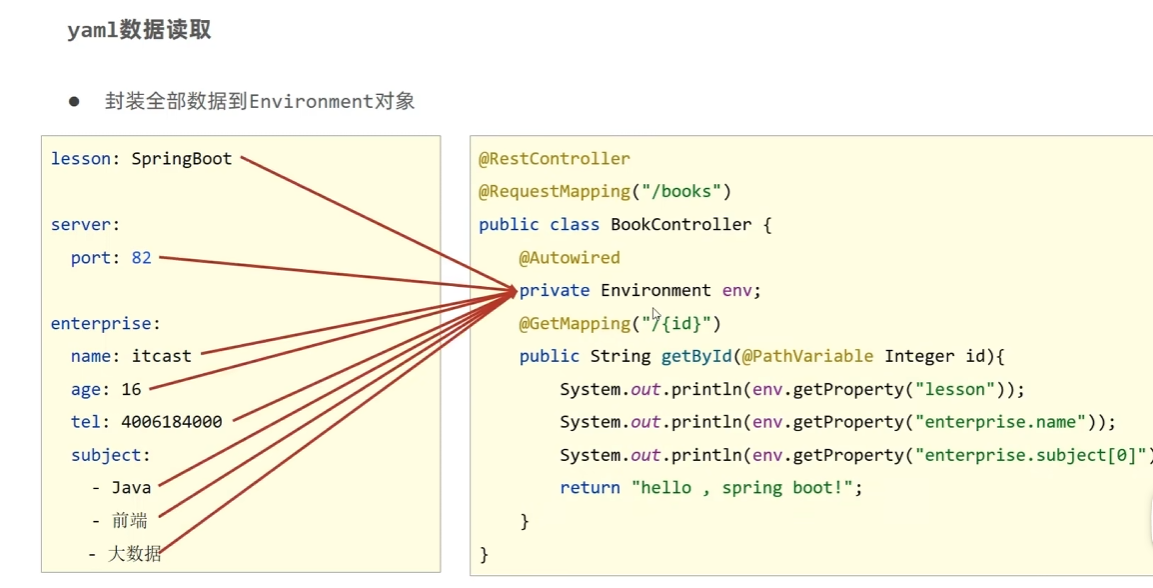 yaml数据读取
● 封装全部数据到Environment对象
lesson: SpringBoot
server:
port: 82
enterprise:
name: itcast
age: 16
tel: 4006184000
subject:
- Java
- 前端
- 大数据
@RestController
@RequestMapping("/books")
public class BookController {
@Autowired
private Environment env;
@GetMapping("/{id}")
public String getById(@PathVariable Integer id){
System.out.println(env.getProperty("lesson"));
System.out.println(env.getProperty("enterprise.name"));
System.out.println(env.getProperty("enterprise.subject[0]")
return "hello , spring boot!";
}
}